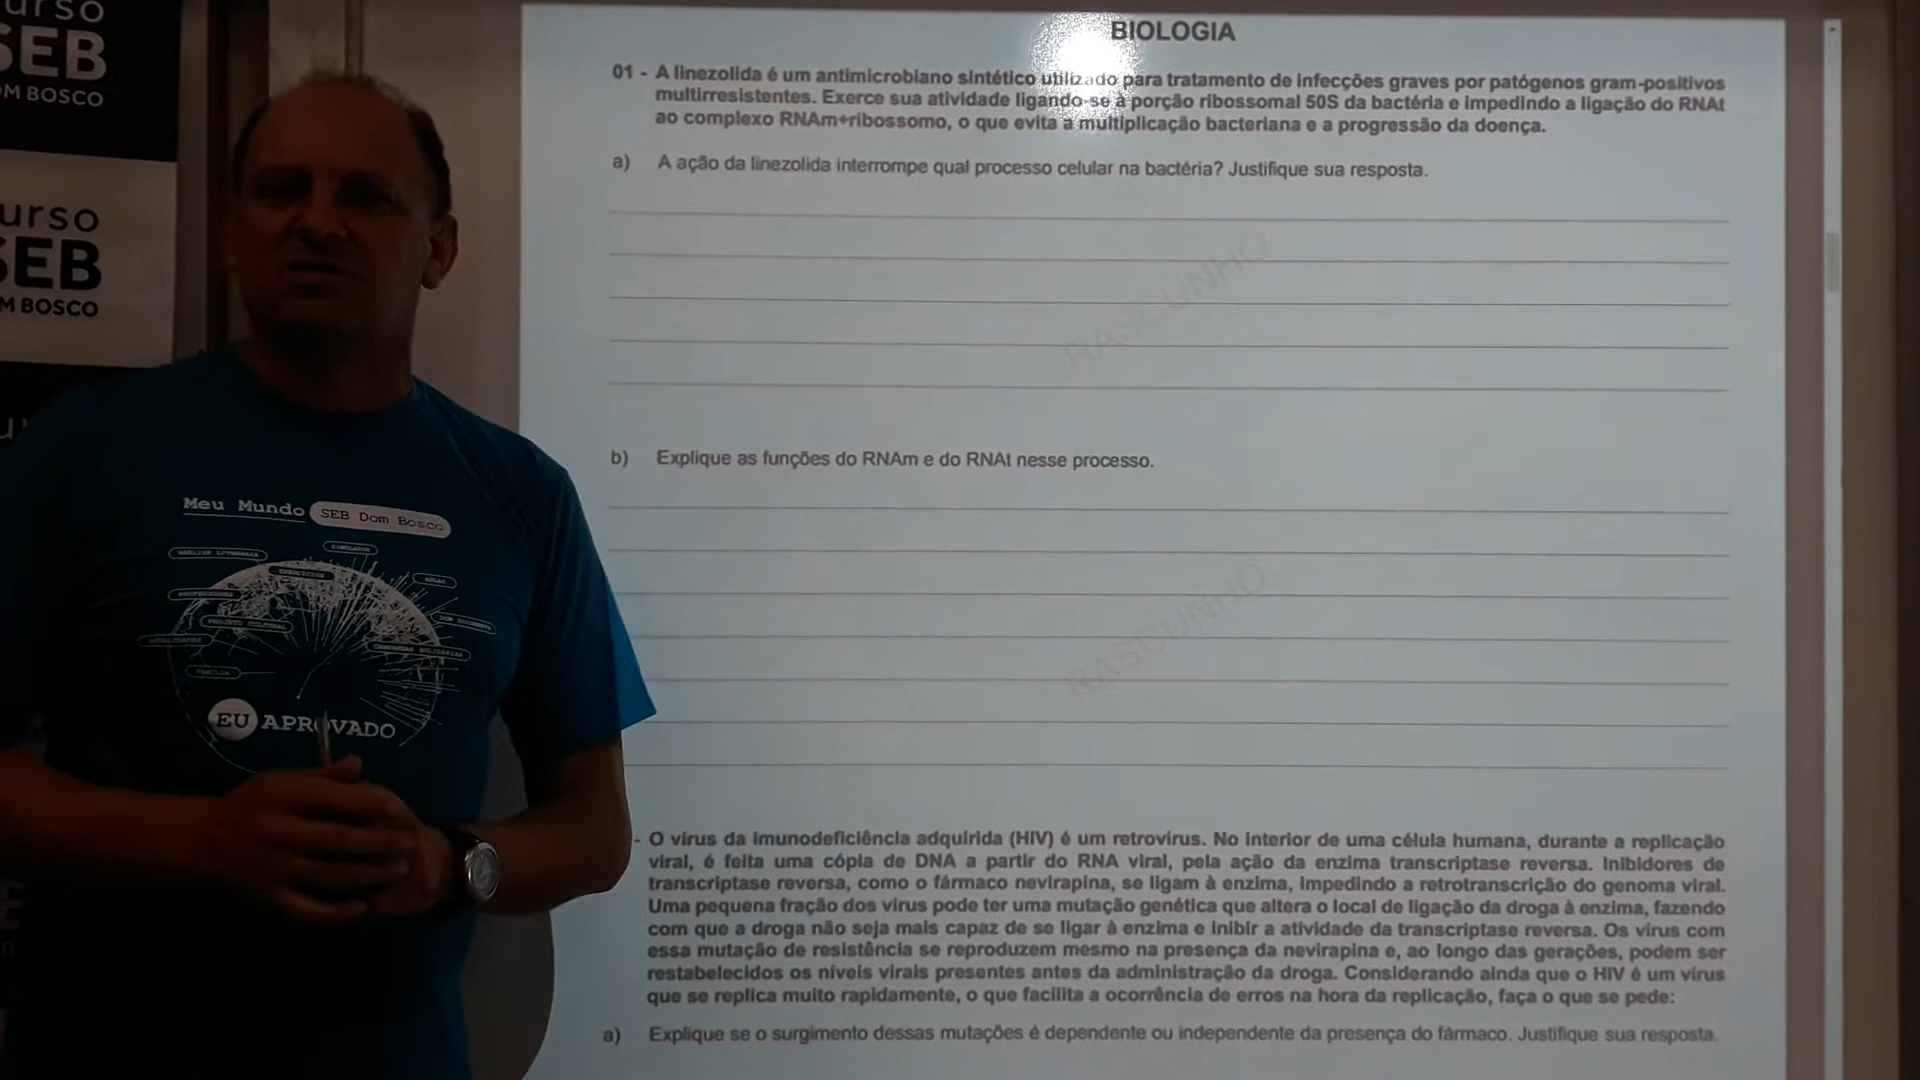 urso
SEB
M BOSCO
urso
SEB
M BOSCO
Meu Mundo SEB Dom Bosco
SIMULADOS
EXERCÍCIOS
AULAS
PROFESSORES
PROJETO CULTURAL
EU APROVADO
BIOLOGIA
01 - A linezolida é um antimicrobiano sintético utilizado para tratamento de infecções graves por patógenos gram-positivos
multirresistentes. Exerce sua atividade ligando-se à porção ribossomal 50S da bactéria e impedindo a ligação do RNAt
ao complexo RNAm+ribossomo, o que evita a multiplicação bacteriana e a progressão da doença.
a) A ação da linezolida interrompe qual processo celular na bactéria? Justifique sua resposta.
RASCUNHO
b) Explique as funções do RNAm e do RNAt nesse processo.
RASCUNHO
- O vírus da imunodeficiência adquirida (HIV) é um retrovírus. No interior de uma célula humana, durante a replicação
viral, é feita uma cópia de DNA a partir do RNA viral, pela ação da enzima transcriptase reversa. Inibidores de
transcriptase reversa, como o fármaco nevirapina, se ligam à enzima, impedindo a retrotranscrição do genoma viral.
Uma pequena fração dos vírus pode ter uma mutação genética que altera o local de ligação da droga à enzima, fazendo
com que a droga não seja mais capaz de se ligar à enzima e inibir a atividade da transcriptase reversa. Os vírus com
essa mutação de resistência se reproduzem mesmo na presença da nevirapina e, ao longo das gerações, podem ser
restabelecidos os níveis virais presentes antes da administração da droga. Considerando ainda que o HIV é um vírus
que se replica muito rapidamente, o que facilita a ocorrência de erros na hora da replicação, faça o que se pede:
a) Explique se o surgimento dessas mutações é dependente ou independente da presença do fármaco. Justifique sua resposta.